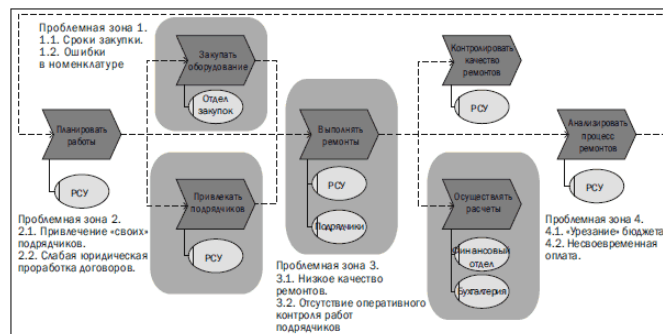 Проблемная зона 1.
1.1. Сроки закупки.
1.2. Ошибки
в номенклатуре
Закупать
оборудование
Отдел
закупок
Контролировать
качество
ремонтов
РСУ
Планировать
работы
РСУ
Выполнять
ремонты
РСУ
Подрядчики
Анализировать
процесс
ремонтов
РСУ
Привлекать
подрядчиков
РСУ
Осуществлять
расчеты
Финансовый
отдел
Бухгалтерия
Проблемная зона 2.
2.1. Привлечение «своих»
подрядчиков.
2.2. Слабая юридическая
проработка договоров.
Проблемная зона 3.
3.1. Низкое качество
ремонтов.
3.2. Отсутствие оперативного
контроля работ
подрядчиков
Проблемная зона 4.
4.1. «Урезание» бюджета
4.2. Несвоевременная
оплата.